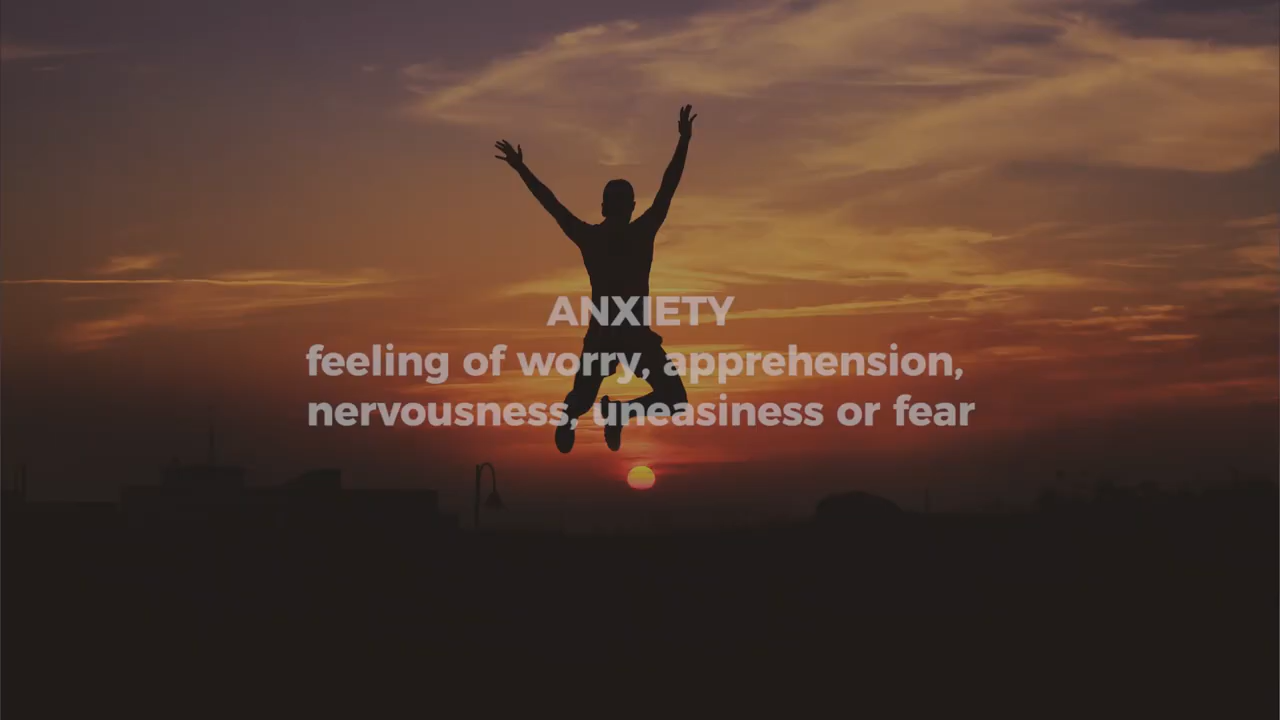 ANXIETY
feeling of worry, apprehension,
nervousness, uneasiness or fear